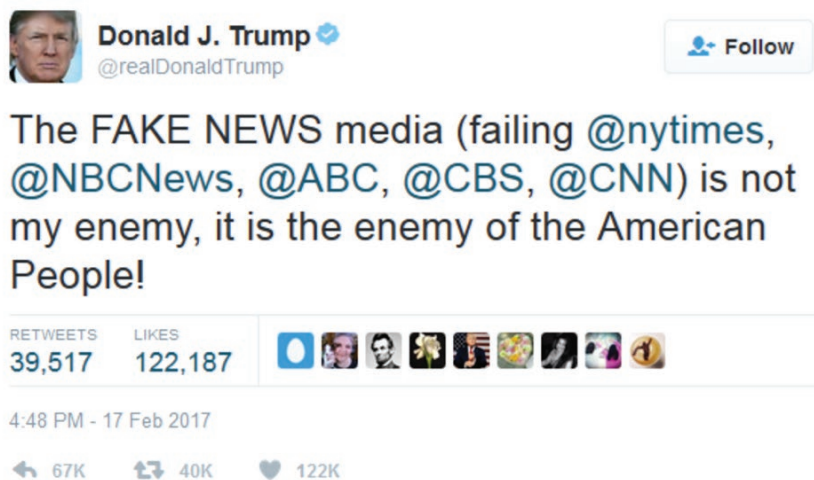 Donald J. Trump
@realDonaldTrump
Follow
The FAKE NEWS media (failing @nytimes,
@NBCNews, @ABC, @CBS, @CNN) is not
my enemy, it is the enemy of the American
People!
RETWEETS LIKES
39,517 122,187
4:48 PM - 17 Feb 2017
67K 40K 122K